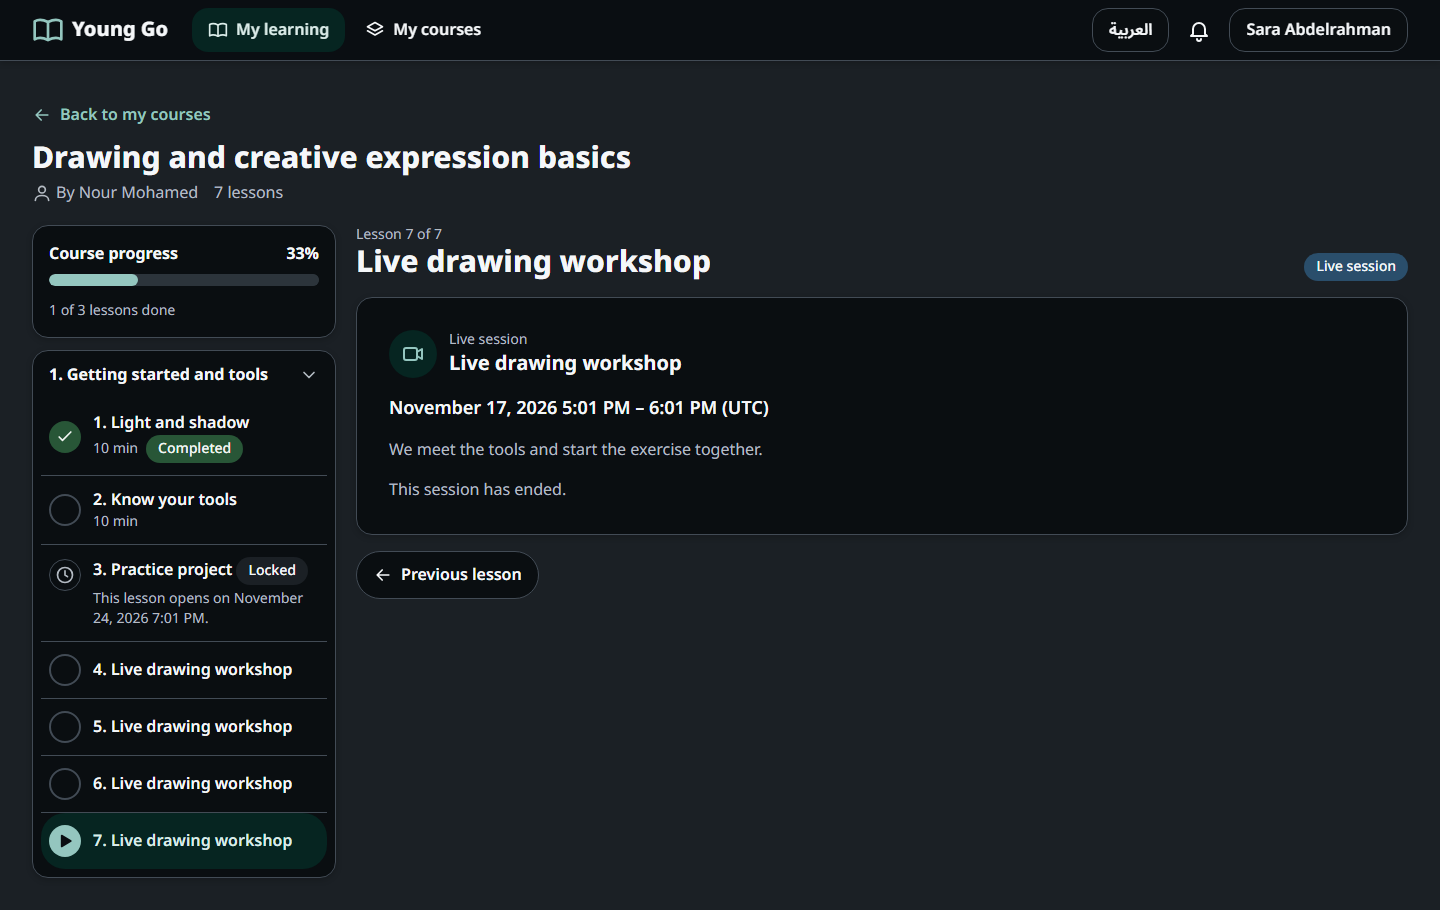 Young Go
My learning
My courses
العربية
Sara Abdelrahman
Back to my courses
Drawing and creative expression basics
By Nour Mohamed 7 lessons
Course progress 33%
1 of 3 lessons done
1. Getting started and tools
1. Light and shadow
10 min Completed
2. Know your tools
10 min
3. Practice project Locked
This lesson opens on November
24, 2026 7:01 PM.
4. Live drawing workshop
5. Live drawing workshop
6. Live drawing workshop
7. Live drawing workshop
Lesson 7 of 7
Live drawing workshop
Live session
Live session
Live drawing workshop
November 17, 2026 5:01 PM – 6:01 PM (UTC)
We meet the tools and start the exercise together.
This session has ended.
Previous lesson